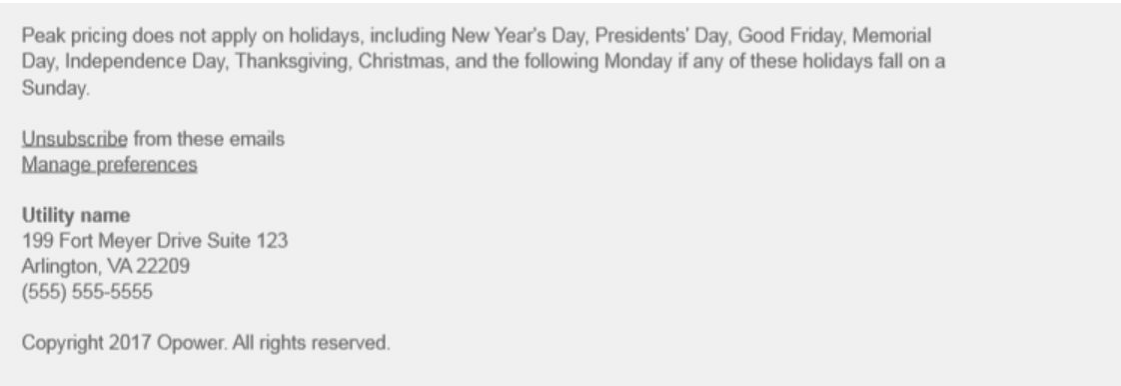 Peak pricing does not apply on holidays, including New Year's Day, Presidents' Day, Good Friday, Memorial
Day, Independence Day, Thanksgiving, Christmas, and the following Monday if any of these holidays fall on a
Sunday.
Unsubscribe from these emails
Manage preferences
Utility name
199 Fort Meyer Drive Suite 123
Arlington, VA 22209
(555) 555-5555
Copyright 2017 Opower. All rights reserved.